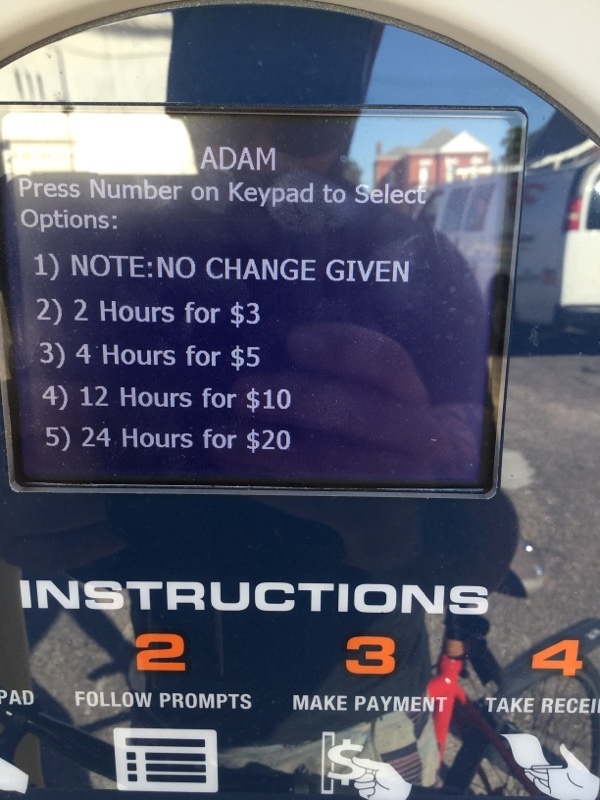 ADAM
Press Number on Keypad to Select
Options:
1) NOTE:NO CHANGE GIVEN
2) 2 Hours for $3
3) 4 Hours for $5
4) 12 Hours for $10
5) 24 Hours for $20
INSTRUCTIONS
2 3 4
PAD FOLLOW PROMPTS MAKE PAYMENT TAKE RECEI
$